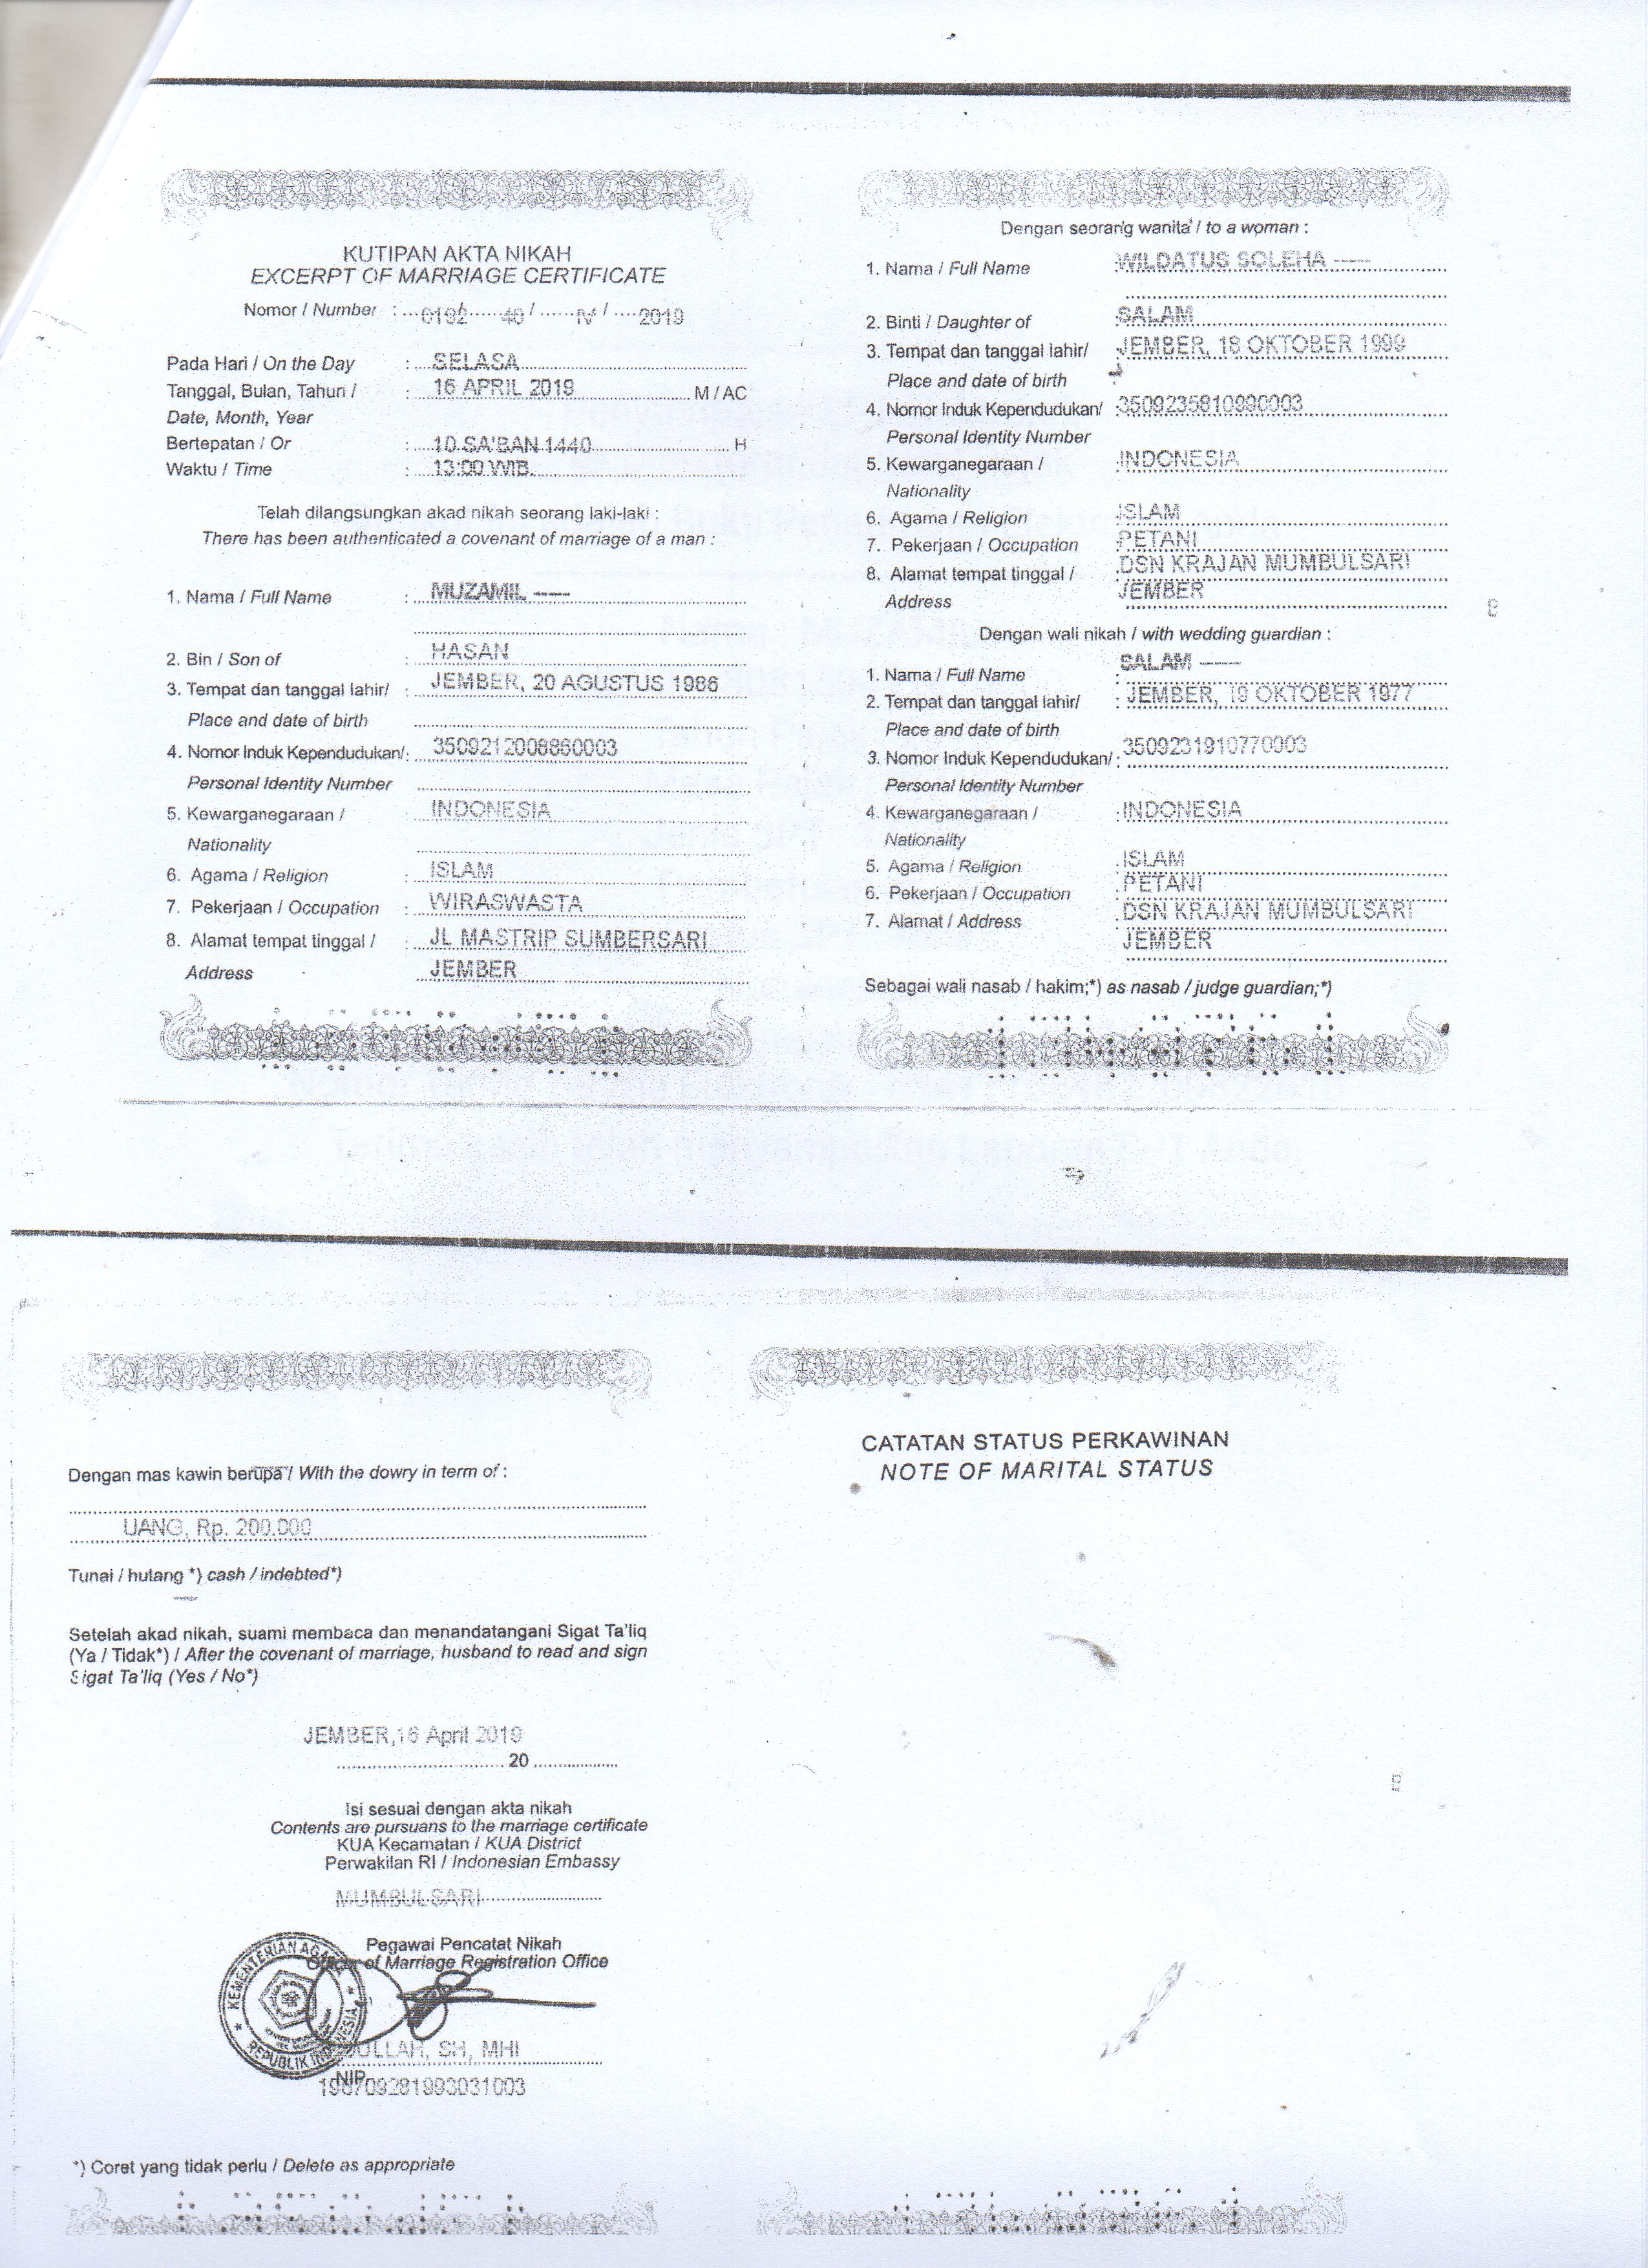 KUTIPAN AKTA NIKAH
EXCERPT OF MARRIAGE CERTIFICATE
Nomor / Number : 0192 / 40 / IV / 2019
Pada Hari / On the Day : SELASA
Tanggal, Bulan, Tahun / : 16 APRIL 2019 M / AC
Date, Month, Year
Bertepatan / Or : 10 SA'BAN 1440 H
Waktu / Time : 13:00 WIB.
Telah dilangsungkan akad nikah seorang laki-laki :
There has been authenticated a covenant of marriage of a man :
1. Nama / Full Name : MUZAMIL ----
2. Bin / Son of : HASAN
3. Tempat dan tanggal lahir/ : JEMBER, 20 AGUSTUS 1986
Place and date of birth
4. Nomor Induk Kependudukan/ : 3509212008860003
Personal Identity Number
5. Kewarganegaraan / : INDONESIA
Nationality
6. Agama / Religion : ISLAM
7. Pekerjaan / Occupation : WIRASWASTA
8. Alamat tempat tinggal / : JL MASTRIP SUMBERSARI
Address JEMBER
Dengan seorang wanita* / to a woman :
1. Nama / Full Name : WILDATUS SOLEHA ----
2. Binti / Daughter of : SALAM
3. Tempat dan tanggal lahir/ : JEMBER, 18 OKTOBER 1999
Place and date of birth
4. Nomor Induk Kependudukan/ : 3509235810990003
Personal Identity Number
5. Kewarganegaraan / : INDONESIA
Nationality
6. Agama / Religion : ISLAM
7. Pekerjaan / Occupation : PETANI
8. Alamat tempat tinggal / : DSN KRAJAN MUMBULSARI
Address JEMBER
Dengan wali nikah / with wedding guardian :
1. Nama / Full Name : SALAM ----
2. Tempat dan tanggal lahir/ : JEMBER, 19 OKTOBER 1977
Place and date of birth
3. Nomor Induk Kependudukan/ : 3509231910770003
Personal Identity Number
4. Kewarganegaraan / : INDONESIA
Nationality
5. Agama / Religion : ISLAM
6. Pekerjaan / Occupation : PETANI
7. Alamat / Address : DSN KRAJAN MUMBULSARI
JEMBER
Sebagai wali nasab / hakim;*) as nasab / judge guardian;*)
Dengan mas kawin berupa / With the dowry in term of :
UANG, Rp. 200.000
Tunai / hutang *) cash / indebted*)
Setelah akad nikah, suami membaca dan menandatangani Sigat Ta'liq
(Ya / Tidak*) / After the covenant of marriage, husband to read and sign
Sigat Ta'liq (Yes / No*)
JEMBER,16 April 2019
20
Isi sesuai dengan akta nikah
Contents are pursuans to the marriage certificate
KUA Kecamatan / KUA District
Perwakilan RI / Indonesian Embassy
MUMBULSARI
Pegawai Pencatat Nikah
Officer of Marriage Registration Office
KEMENTERIAN AGAMA
REPUBLIK INDONESIA
SH, MHI
NIP.
196709281993031003
*) Coret yang tidak perlu / Delete as appropriate
CATATAN STATUS PERKAWINAN
NOTE OF MARITAL STATUS